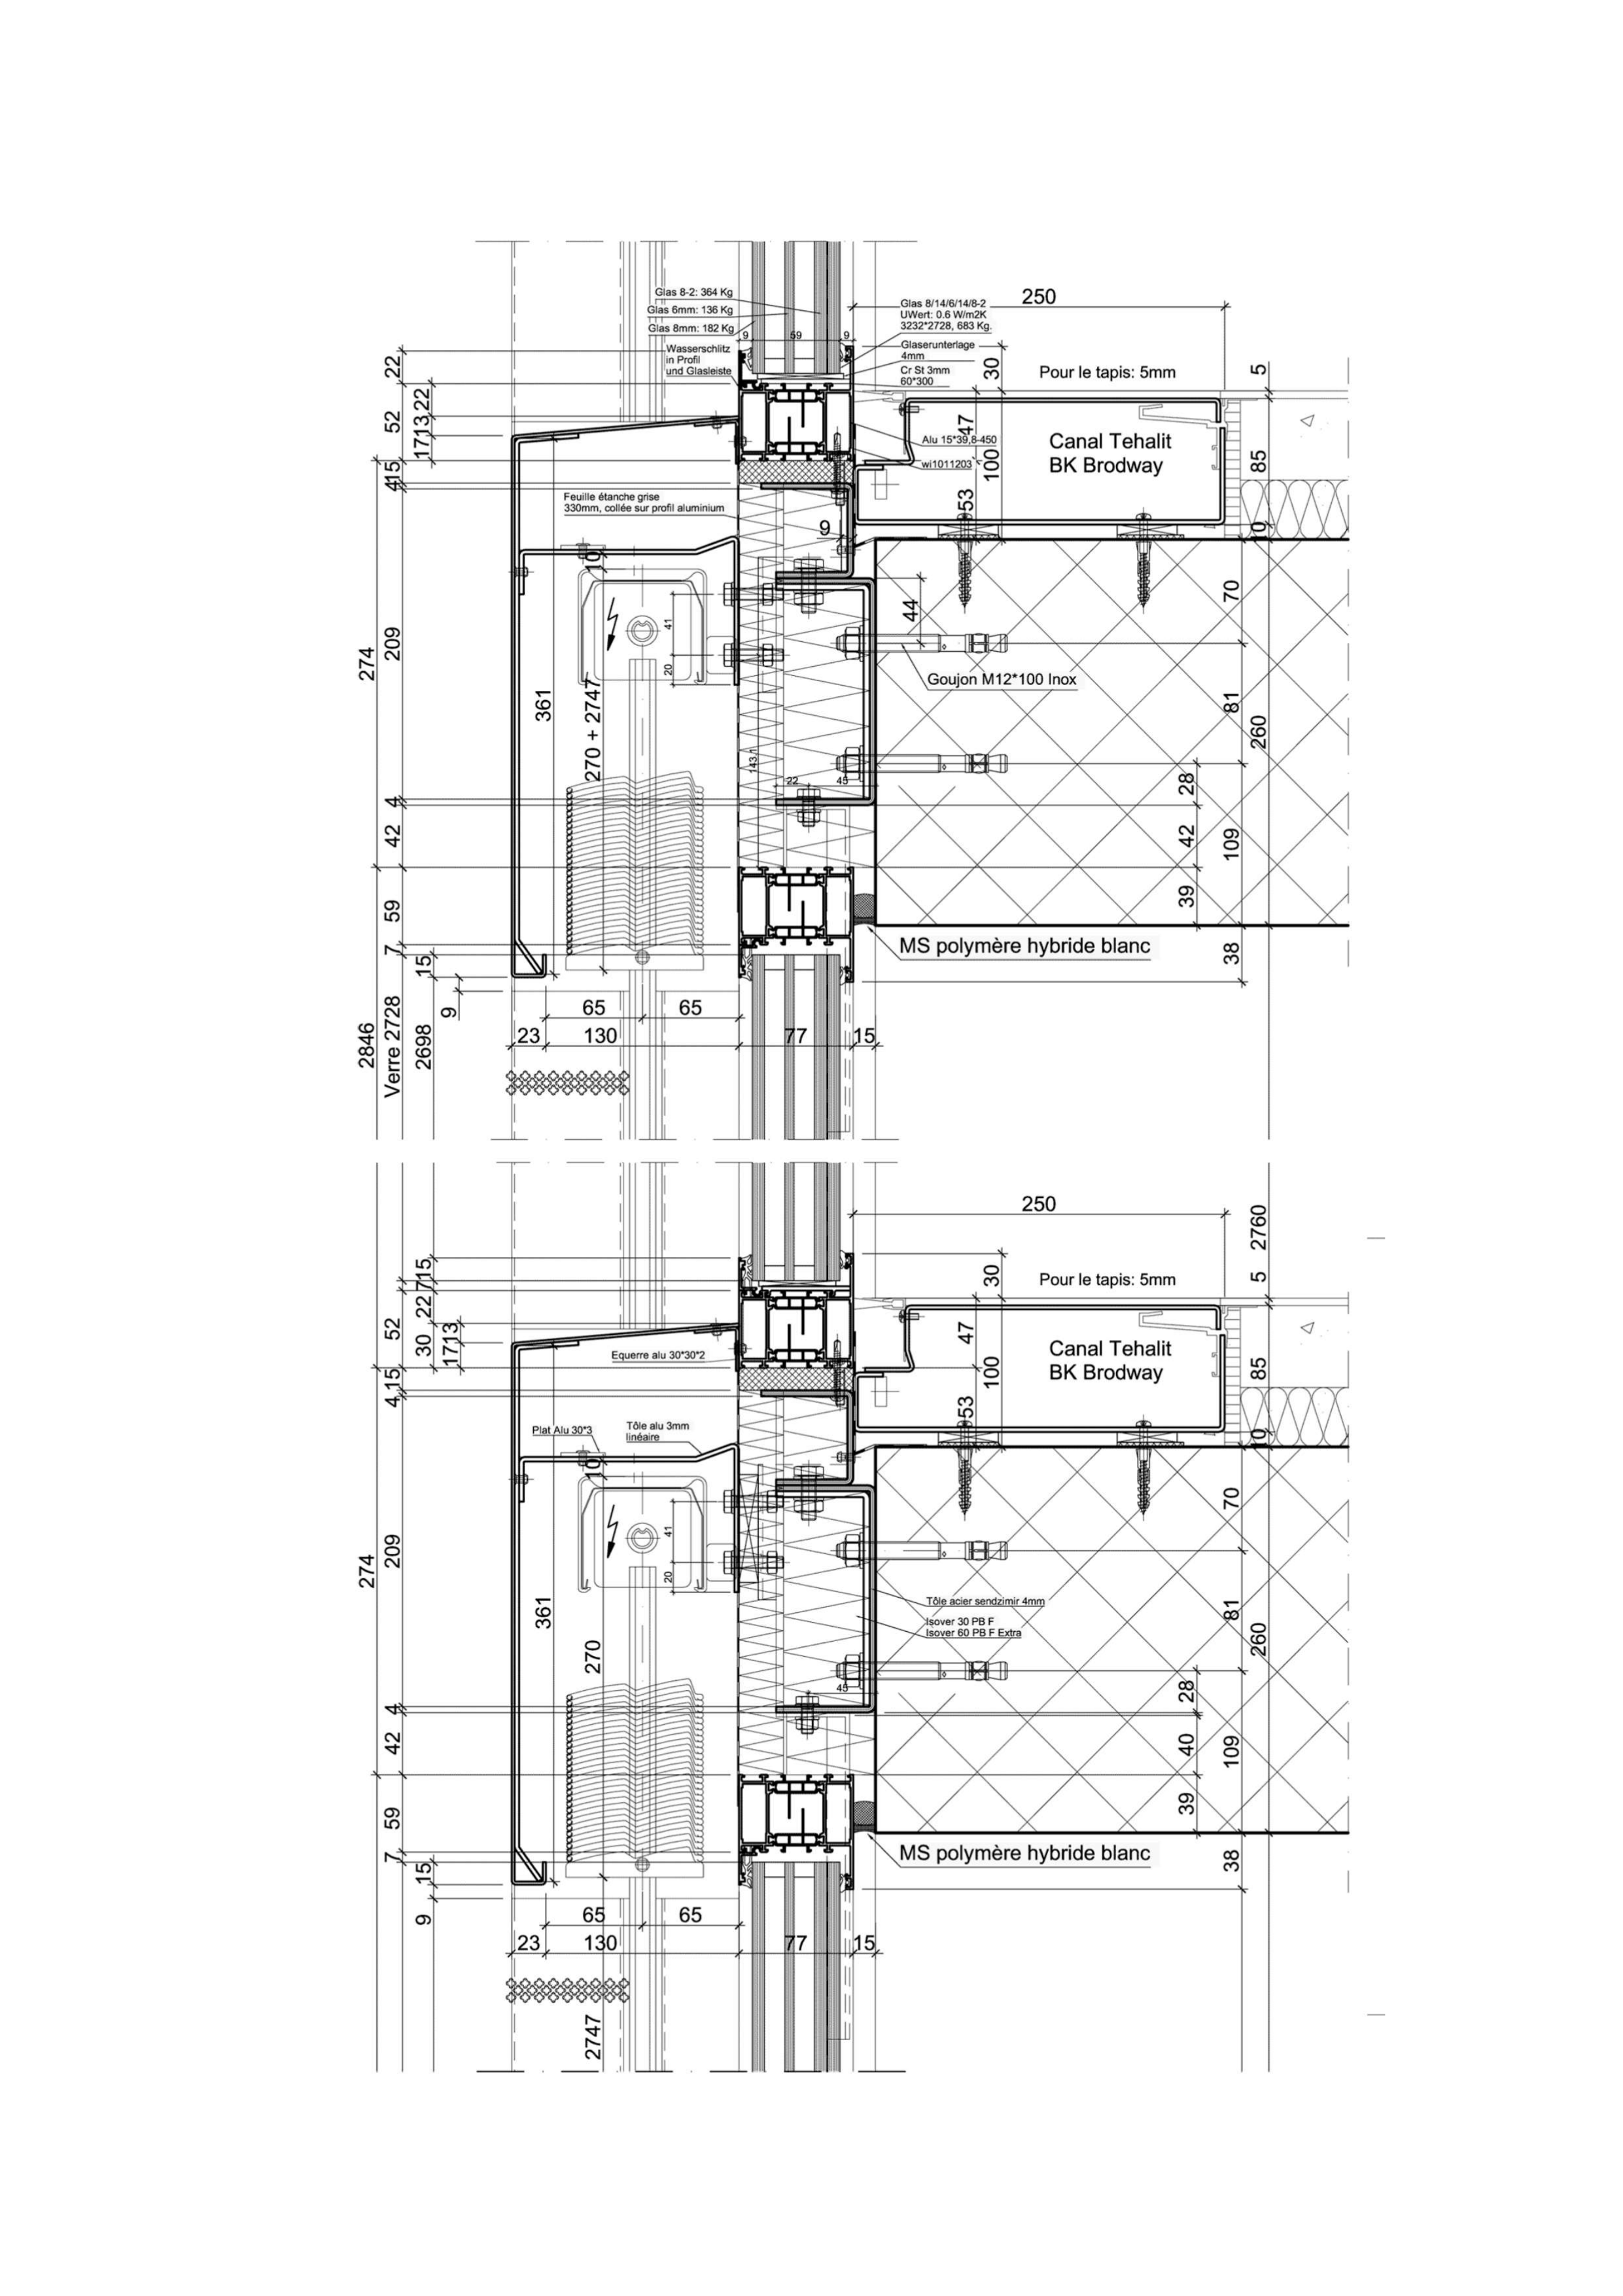 Glas 8-2: 364 Kg
Glas 6mm: 136 Kg
Glas 8mm: 182 Kg
9
59
9
Wasserschlitz
in Profil
und Glasleiste
Glas 8/14/6/14/8-2
UWert: 0.6 W/m2K
3232*2728, 683 Kg.
Glaserunterlage
4mm
Cr St 3mm
60*300
250
30
Pour le tapis: 5mm
5
22
52
22
13
17
15
4
47
100
53
Alu 15*39,8-450
wi1011203
Canal Tehalit
BK Brodway
85
10
Feuille étanche grise
330mm, collée sur profil aluminium
9
10
41
20
44
70
274
209
361
270 + 2747
Goujon M12*100 Inox
81
260
143,1
22
45
28
4
42
42
109
59
39
7
15
MS polymère hybride blanc
38
9
65
65
23
130
77
15
2846
Verre 2728
2698
250
2760
30
Pour le tapis: 5mm
5
15
7
22
52
30
13
17
15
4
47
100
53
Canal Tehalit
BK Brodway
85
10
Equerre alu 30*30*2
Plat Alu 30*3
Tôle alu 3mm
linéaire
10
41
20
70
274
209
361
270
Tôle acier sendzimir 4mm
Isover 30 PB F
Isover 60 PB F Extra
81
260
45
28
4
42
40
109
59
39
7
15
MS polymère hybride blanc
38
9
65
65
23
130
77
15
2747